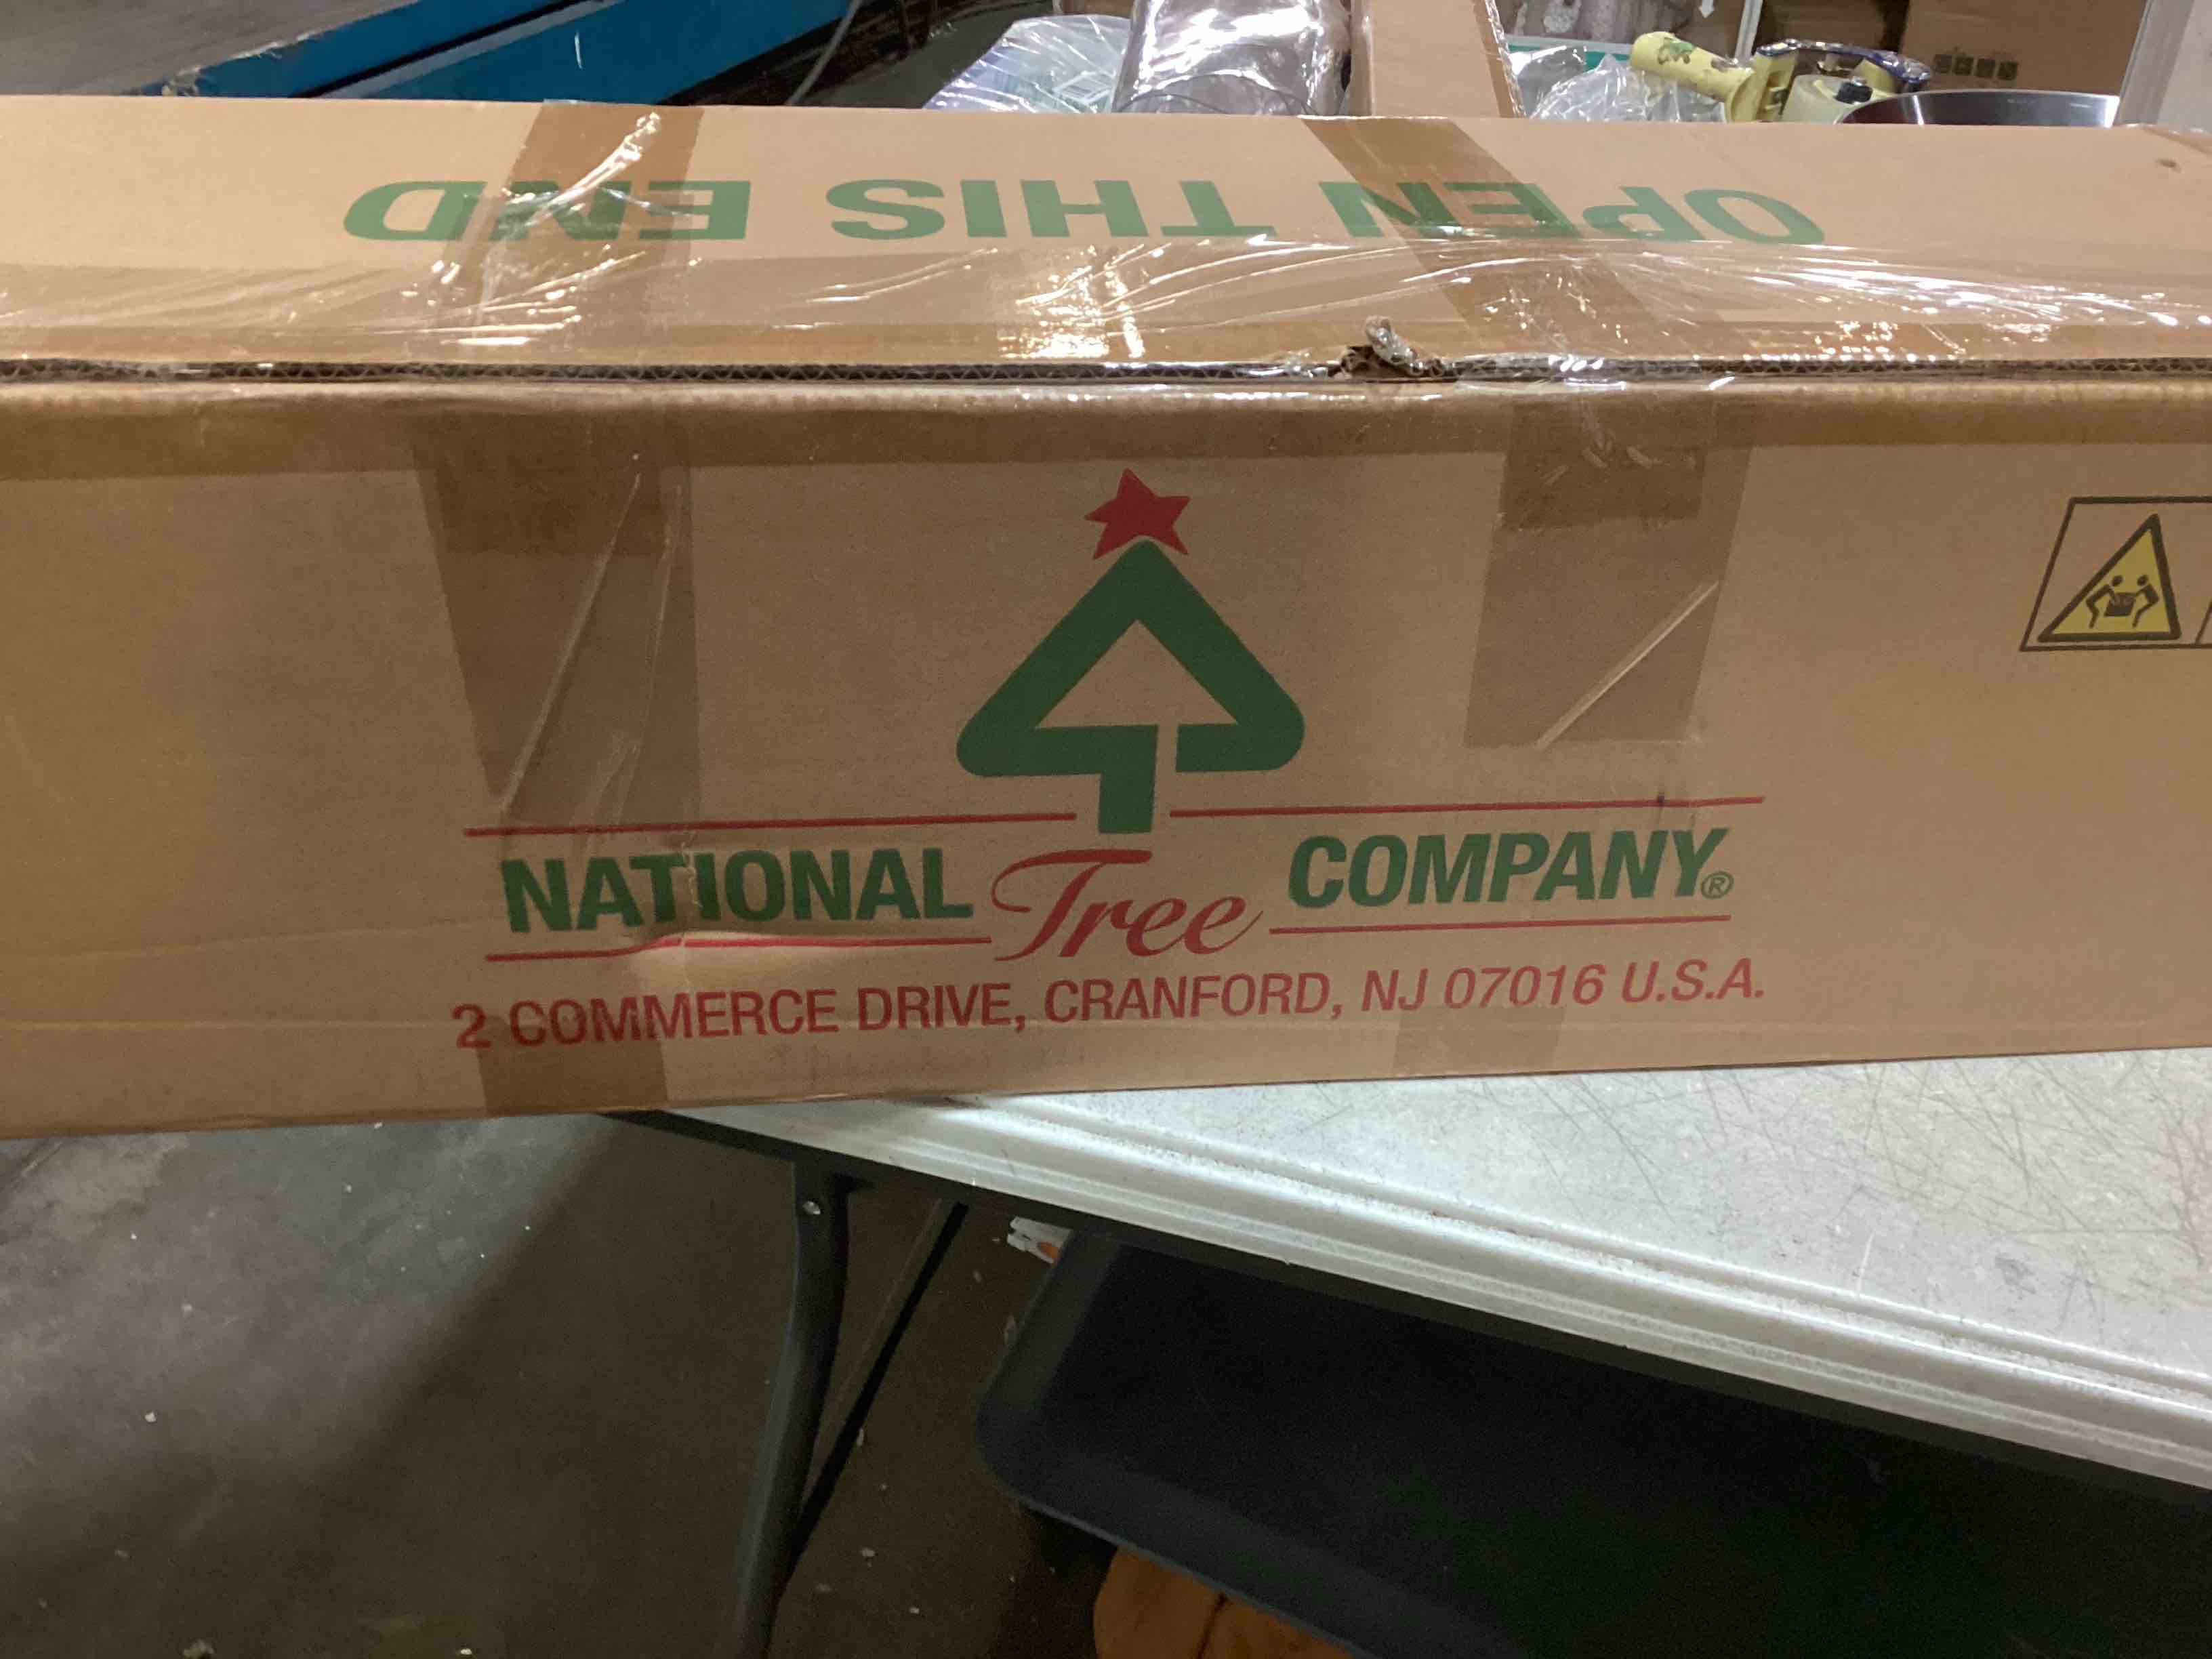 OPEN THIS END
NATIONAL Tree COMPANY®
2 COMMERCE DRIVE, CRANFORD, NJ 07016 U.S.A.